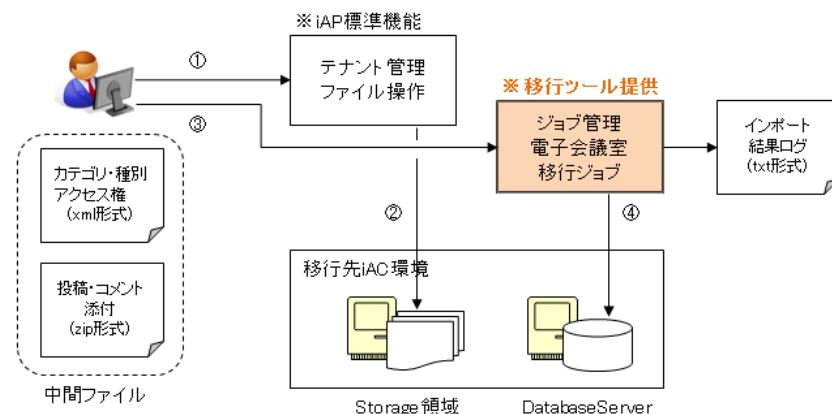 ※iAP標準機能
①
テナント管理
ファイル操作
※移行ツール提供
③
ジョブ管理
電子会議室
移行ジョブ
インポート
結果ログ
(txt形式)
カテゴリ・種別
アクセス権
(xml形式)
②
④
移行先iAC環境
投稿・コメント
添付
(zip形式)
中間ファイル
Storage領域
DatabaseServer